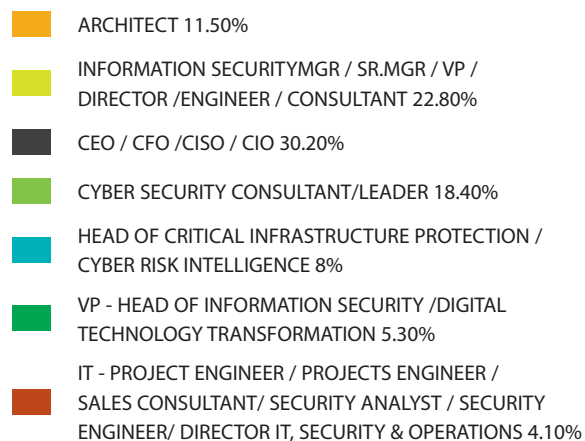 ARCHITECT 11.50%
INFORMATION SECURITYMGR / SR.MGR / VP /
DIRECTOR /ENGINEER / CONSULTANT 22.80%
CEO / CFO /CISO / CIO 30.20%
CYBER SECURITY CONSULTANT/LEADER 18.40%
HEAD OF CRITICAL INFRASTRUCTURE PROTECTION /
CYBER RISK INTELLIGENCE 8%
VP - HEAD OF INFORMATION SECURITY /DIGITAL
TECHNOLOGY TRANSFORMATION 5.30%
IT - PROJECT ENGINEER / PROJECTS ENGINEER /
SALES CONSULTANT/ SECURITY ANALYST / SECURITY
ENGINEER/ DIRECTOR IT, SECURITY & OPERATIONS 4.10%